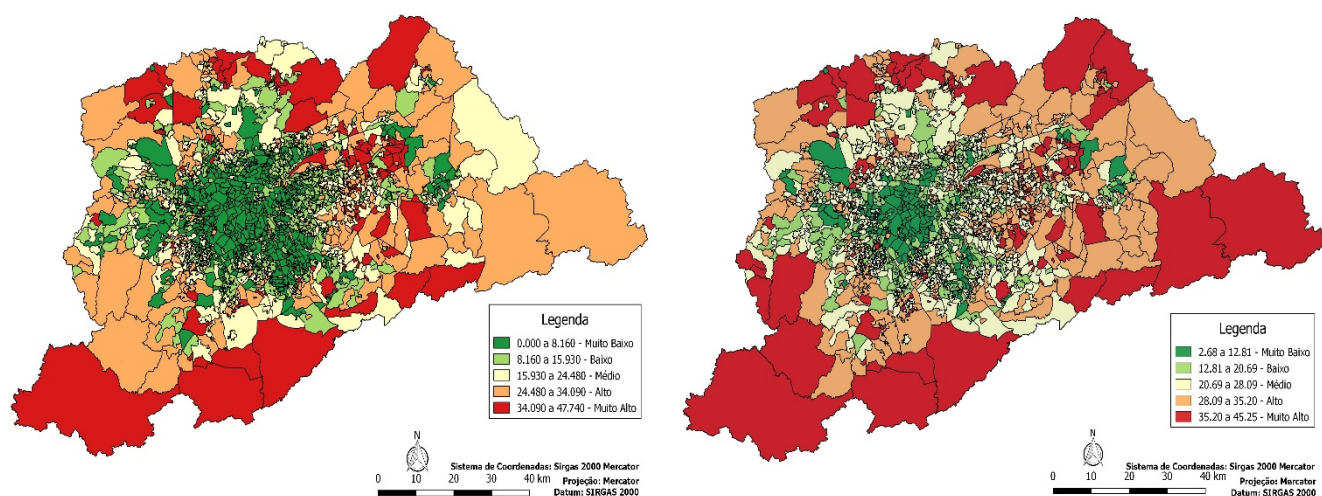 Legenda
0.000 a 8.160 - Muito Baixo
8.160 a 15.930 - Baixo
15.930 a 24.480 - Médio
24.480 a 34.090 - Alto
34.090 a 47.740 - Muito Alto
N
Sistema de Coordenadas: Sirgas 2000 Mercator
Projeção: Mercator
Datum: SIRGAS 2000
0 10 20 30 40 km
Legenda
2.68 a 12.81 - Muito Baixo
12.81 a 20.69 - Baixo
20.69 a 28.09 - Médio
28.09 a 35.20 - Alto
35.20 a 45.25 - Muito Alto
N
Sistema de Coordenadas: Sirgas 2000 Mercator
Projeção: Mercator
Datum: SIRGAS 2000
0 10 20 30 40 km